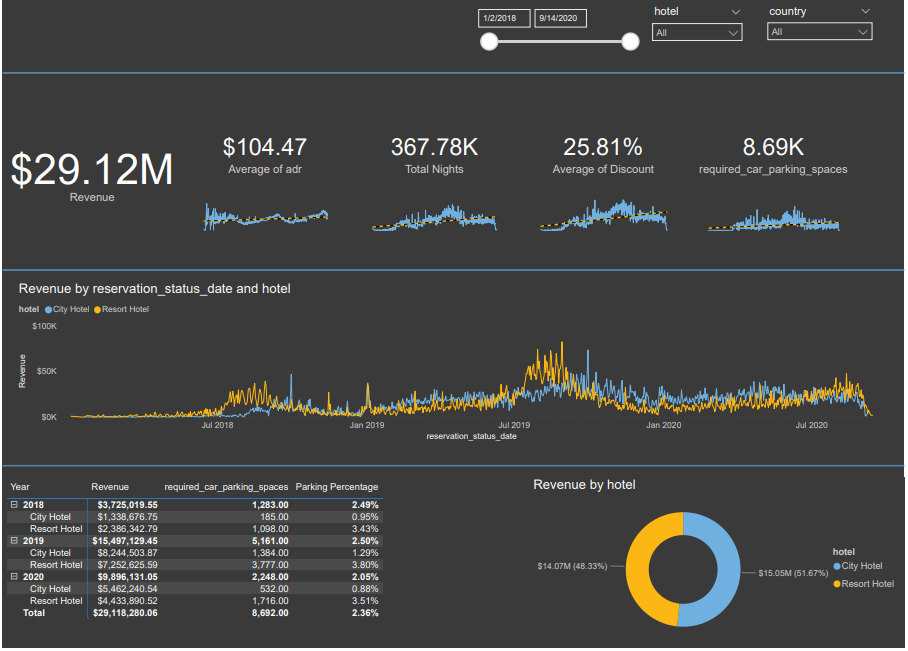 1/2/2018 9/14/2020
hotel
All
country
All
$29.12M
Revenue
$104.47
Average of adr
367.78K
Total Nights
25.81%
Average of Discount
8.69K
required_car_parking_spaces
Revenue by reservation_status_date and hotel
hotel City Hotel Resort Hotel
$100K
$50K
$0K
Revenue
Jul 2018 Jan 2019 Jul 2019 Jan 2020 Jul 2020
reservation_status_date
Year Revenue required_car_parking_spaces Parking Percentage
2018 $3,725,019.55 1,283.00 2.49%
City Hotel $1,338,676.75 185.00 0.95%
Resort Hotel $2,386,342.79 1,098.00 3.43%
2019 $15,497,129.45 5,161.00 2.50%
City Hotel $8,244,503.87 1,384.00 1.29%
Resort Hotel $7,252,625.59 3,777.00 3.80%
2020 $9,896,131.05 2,248.00 2.05%
City Hotel $5,462,240.54 532.00 0.88%
Resort Hotel $4,433,890.52 1,716.00 3.51%
Total $29,118,280.06 8,692.00 2.36%
Revenue by hotel
$14.07M (48.33%)
$15.05M (51.67%)
hotel
City Hotel
Resort Hotel